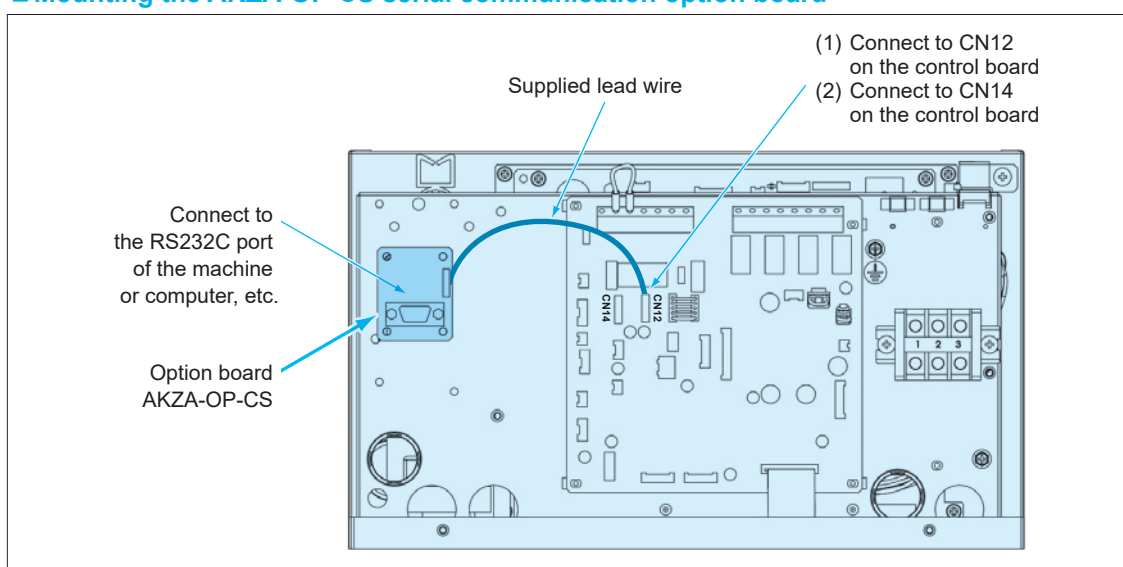 ■ Mounting the AKZA-OP-CS serial communication option board
(1) Connect to CN12
on the control board
(2) Connect to CN14
on the control board
Supplied lead wire
Connect to
the RS232C port
of the machine
or computer, etc.
Option board
AKZA-OP-CS
CN14
CN12
1 2 3